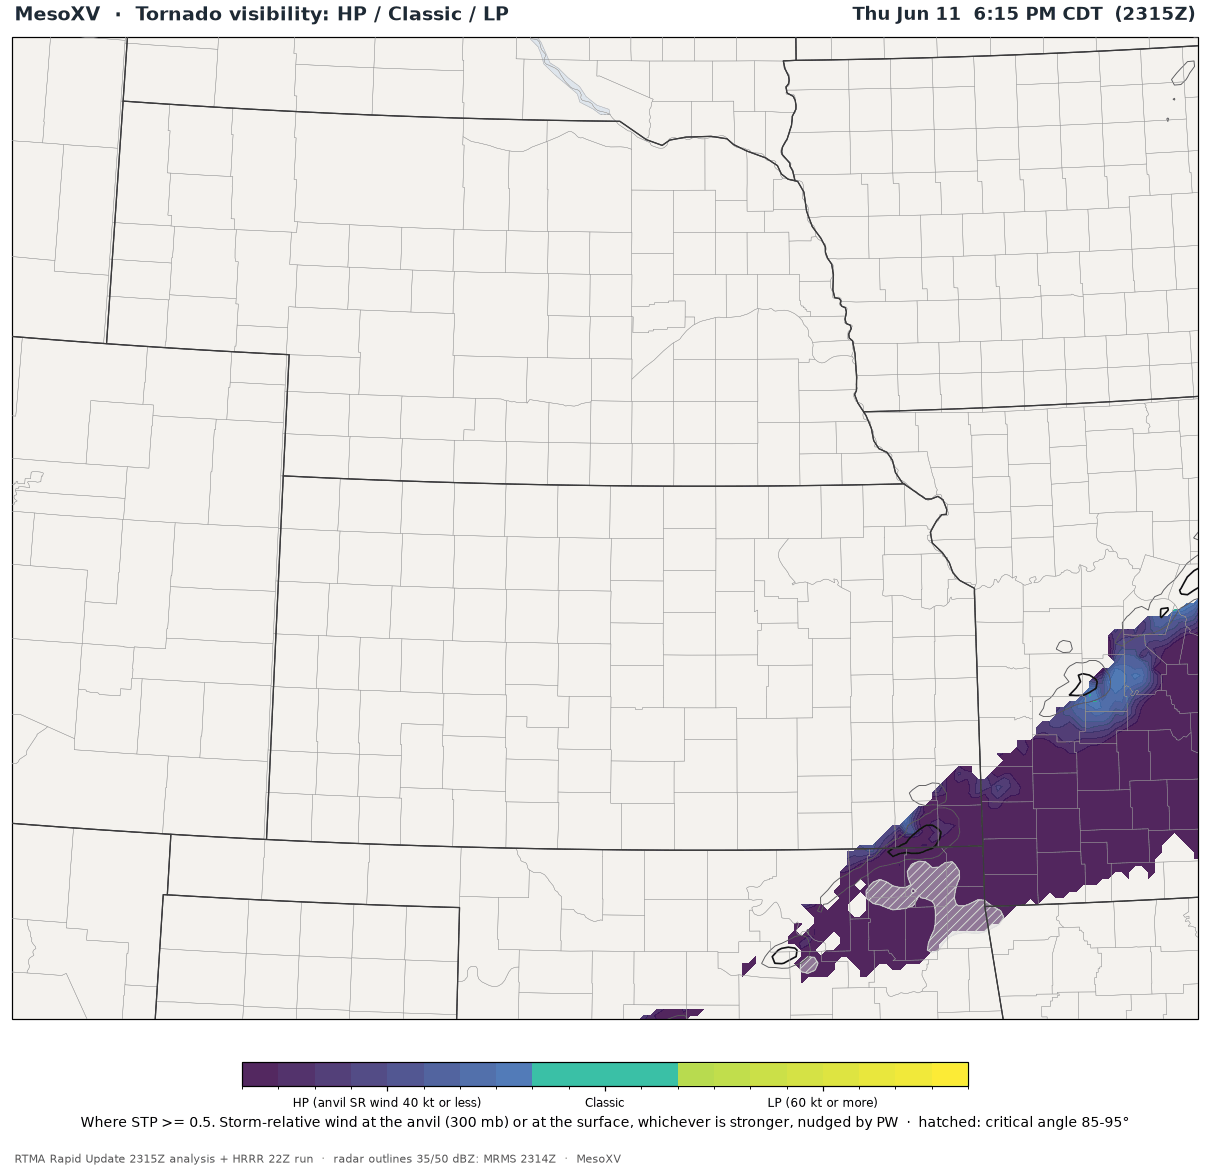 MesoXV · Tornado visibility: HP / Classic / LP
Thu Jun 11 6:15 PM CDT (2315Z)
HP (anvil SR wind 40 kt or less)
Classic
LP (60 kt or more)
Where STP >= 0.5. Storm-relative wind at the anvil (300 mb) or at the surface, whichever is stronger, nudged by PW · hatched: critical angle 85-95°
RTMA Rapid Update 2315Z analysis + HRRR 22Z run · radar outlines 35/50 dBZ: MRMS 2314Z · MesoXV